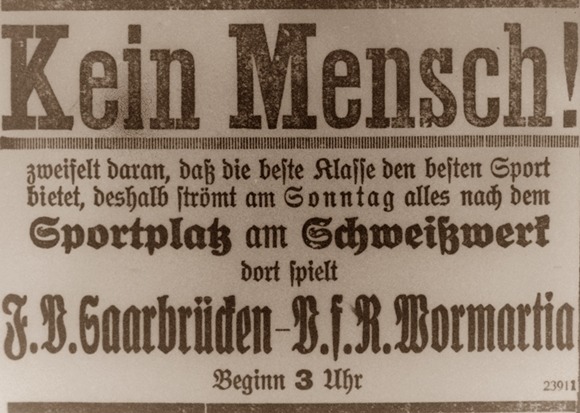 Kein Mensch!
zweifelt daran, daß die beste Klasse den besten Sport
bietet, deshalb strömt am Sonntag alles nach dem
Sportplatz am Schweißwerk
dort spielt
F.V. Saarbrücken-V.f.R. Wormartia
Beginn 3 Uhr
23911